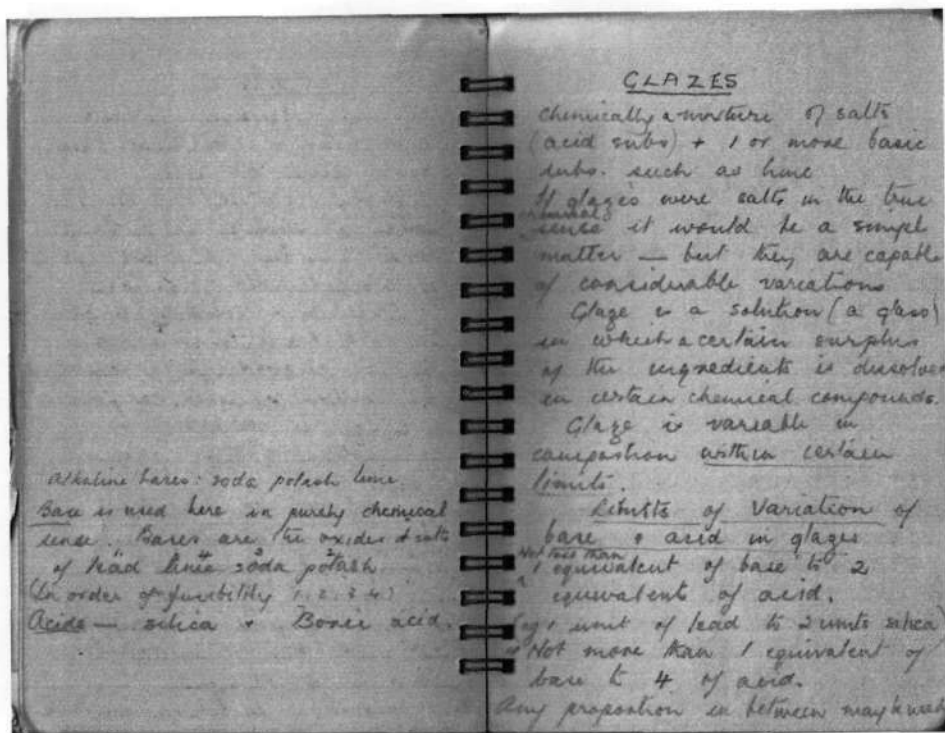 Alkaline bases: soda potash lime.
Base is used here in purely chemical
sense. Bases are the oxides & salts
of lead lime soda potash
(In order of fusibility 1. 2. 3. 4.)
Acids — silica & Boric acid.
GLAZES
Chemically a mixture of salts
(acid subs) + 1 or more basic
subs. such as lime
If glazes were salts in the true
chemical
sense it would be a simple
matter — but they are capable
of considerable variations
Glaze is a solution (a glass)
in which a certain surplus
of the ingredients is dissolved
in certain chemical compounds.
Glaze is variable in
composition within certain
limits.
Limits of Variation of
base & acid in glazes
Not less than
1 equivalent of base to 2
equivalents of acid.
(eg 1 unit of lead to 2 units silica)
Not more than 1 equivalent of
base to 4 of acid.
Any proportion in between may be used